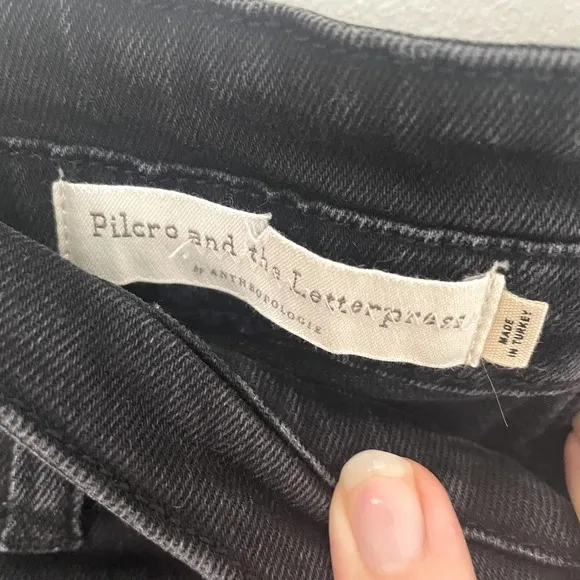 Pilcro and the Letterpress
BY ANTHROPOLOGIE
MADE
IN TURKEY